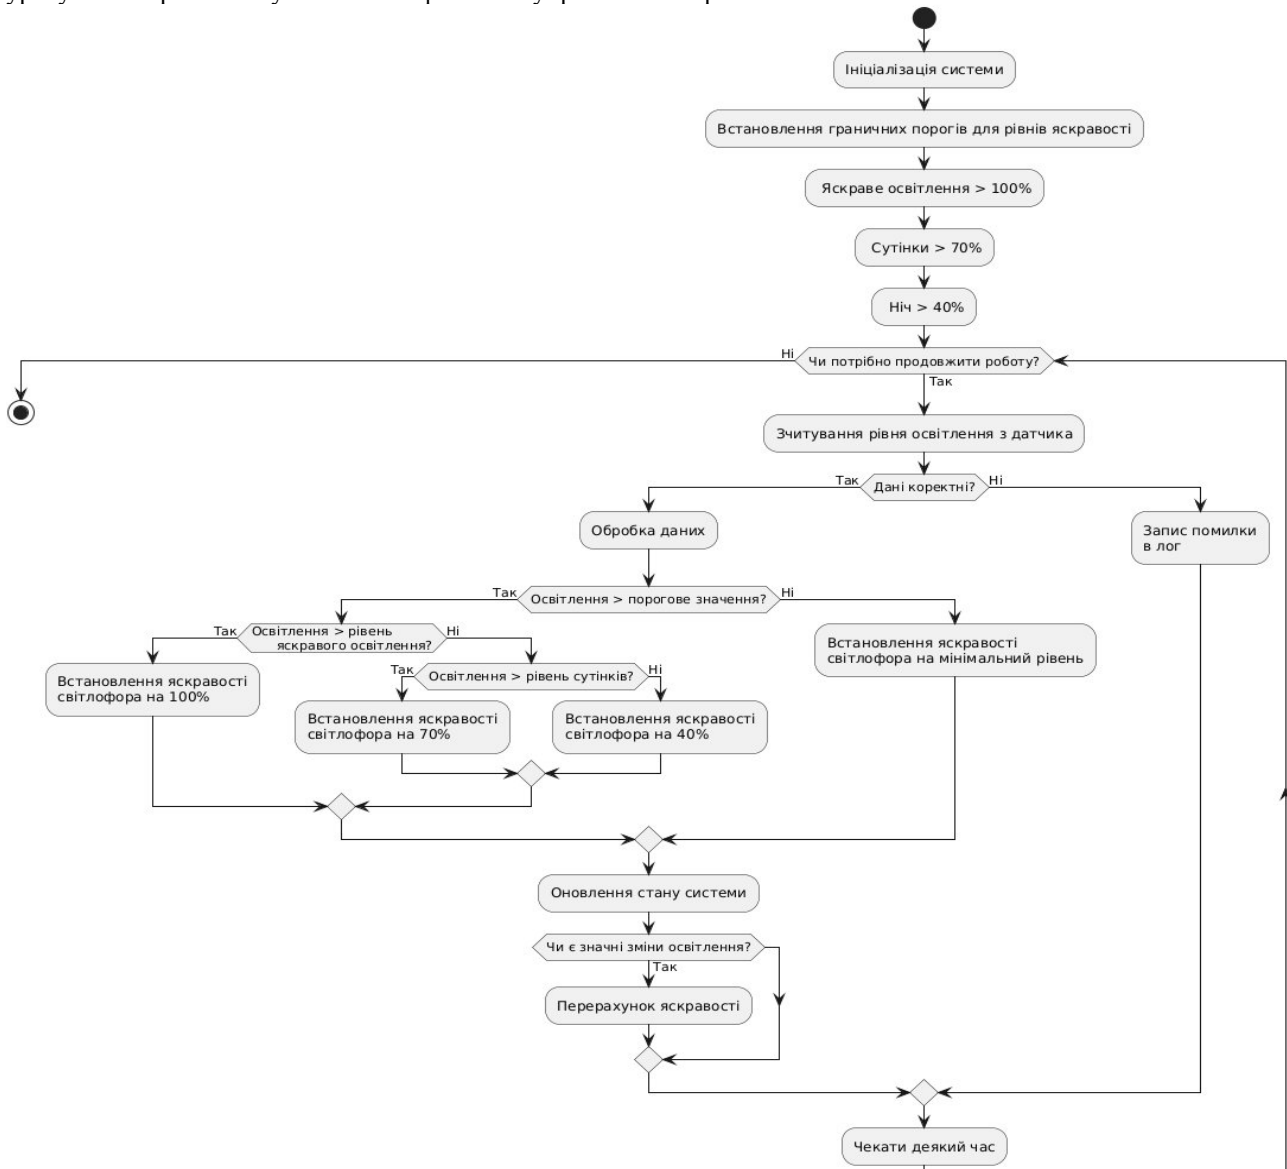 Ініціалізація системи
Встановлення граничних порогів для рівнів яскравості
Яскраве освітлення > 100%
Сутінки > 70%
Ніч > 40%
Ні
Чи потрібно продовжити роботу?
Так
Зчитування рівня освітлення з датчика
Так
Дані коректні?
Ні
Обробка даних
Запис помилки
в лог
Так
Освітлення > порогове значення?
Ні
Так
Освітлення > рівень
яскравого освітлення?
Ні
Встановлення яскравості
світлофора на мінімальний рівень
Встановлення яскравості
світлофора на 100%
Так
Освітлення > рівень сутінків?
Ні
Встановлення яскравості
світлофора на 70%
Встановлення яскравості
світлофора на 40%
Оновлення стану системи
Чи є значні зміни освітлення?
Так
Перерахунок яскравості
Чекати деякий час